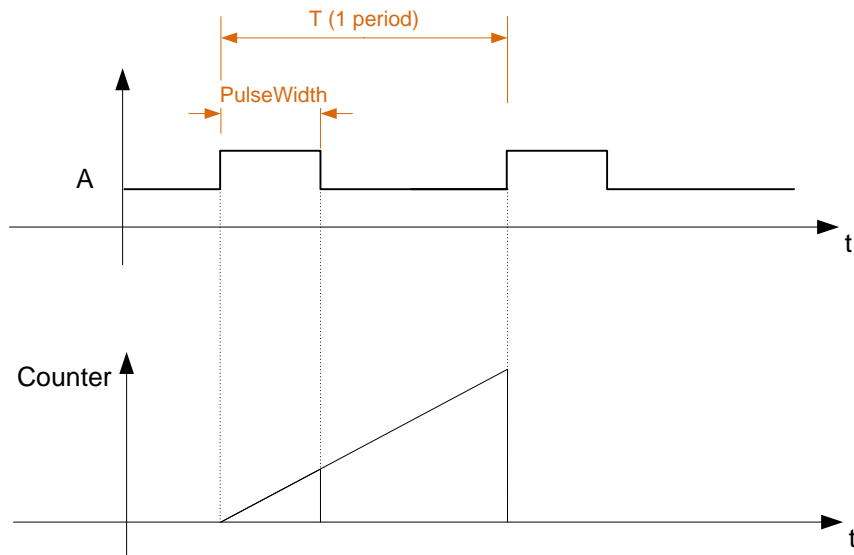 T (1 period)
PulseWidth
A
t
Counter
t